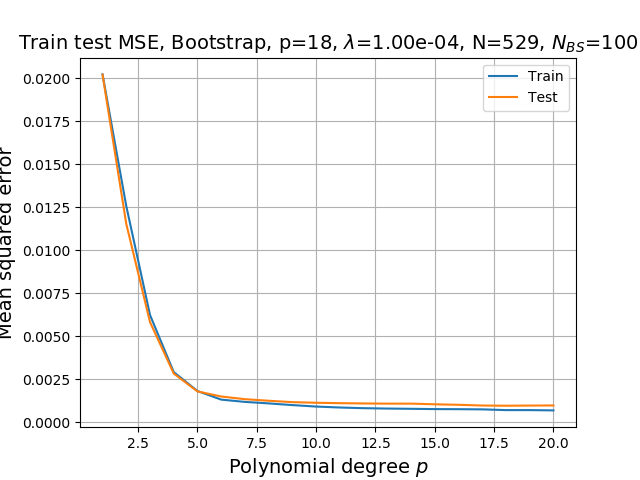 Train test MSE, Bootstrap, p=18, λ=1.00e-04, N=529, N_{BS}=100
Train
Test
Mean squared error
0.0200
0.0175
0.0150
0.0125
0.0100
0.0075
0.0050
0.0025
0.0000
2.5 5.0 7.5 10.0 12.5 15.0 17.5 20.0
Polynomial degree p